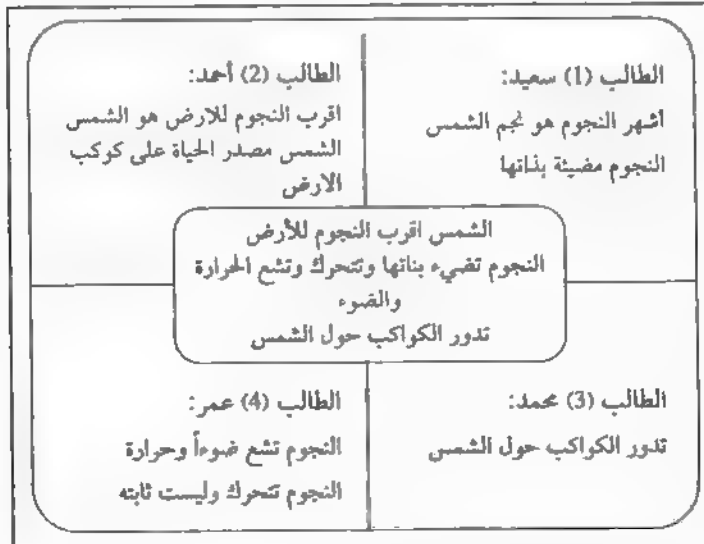 الطالب (1) سعيد:
أشهر النجوم هو نجم الشمس
النجوم مضيئة بذاتها
الطالب (2) أحمد:
اقرب النجوم للارض هو الشمس
الشمس مصدر الحياة على كوكب
الارض
الشمس اقرب النجوم للأرض
النجوم تضيء بذاتها وتتحرك وتشع الحرارة
والضوء
تدور الكواكب حول الشمس
الطالب (3) محمد:
تدور الكواكب حول الشمس
الطالب (4) عمر:
النجوم تشع ضوءاً وحرارة
النجوم تتحرك وليست ثابته